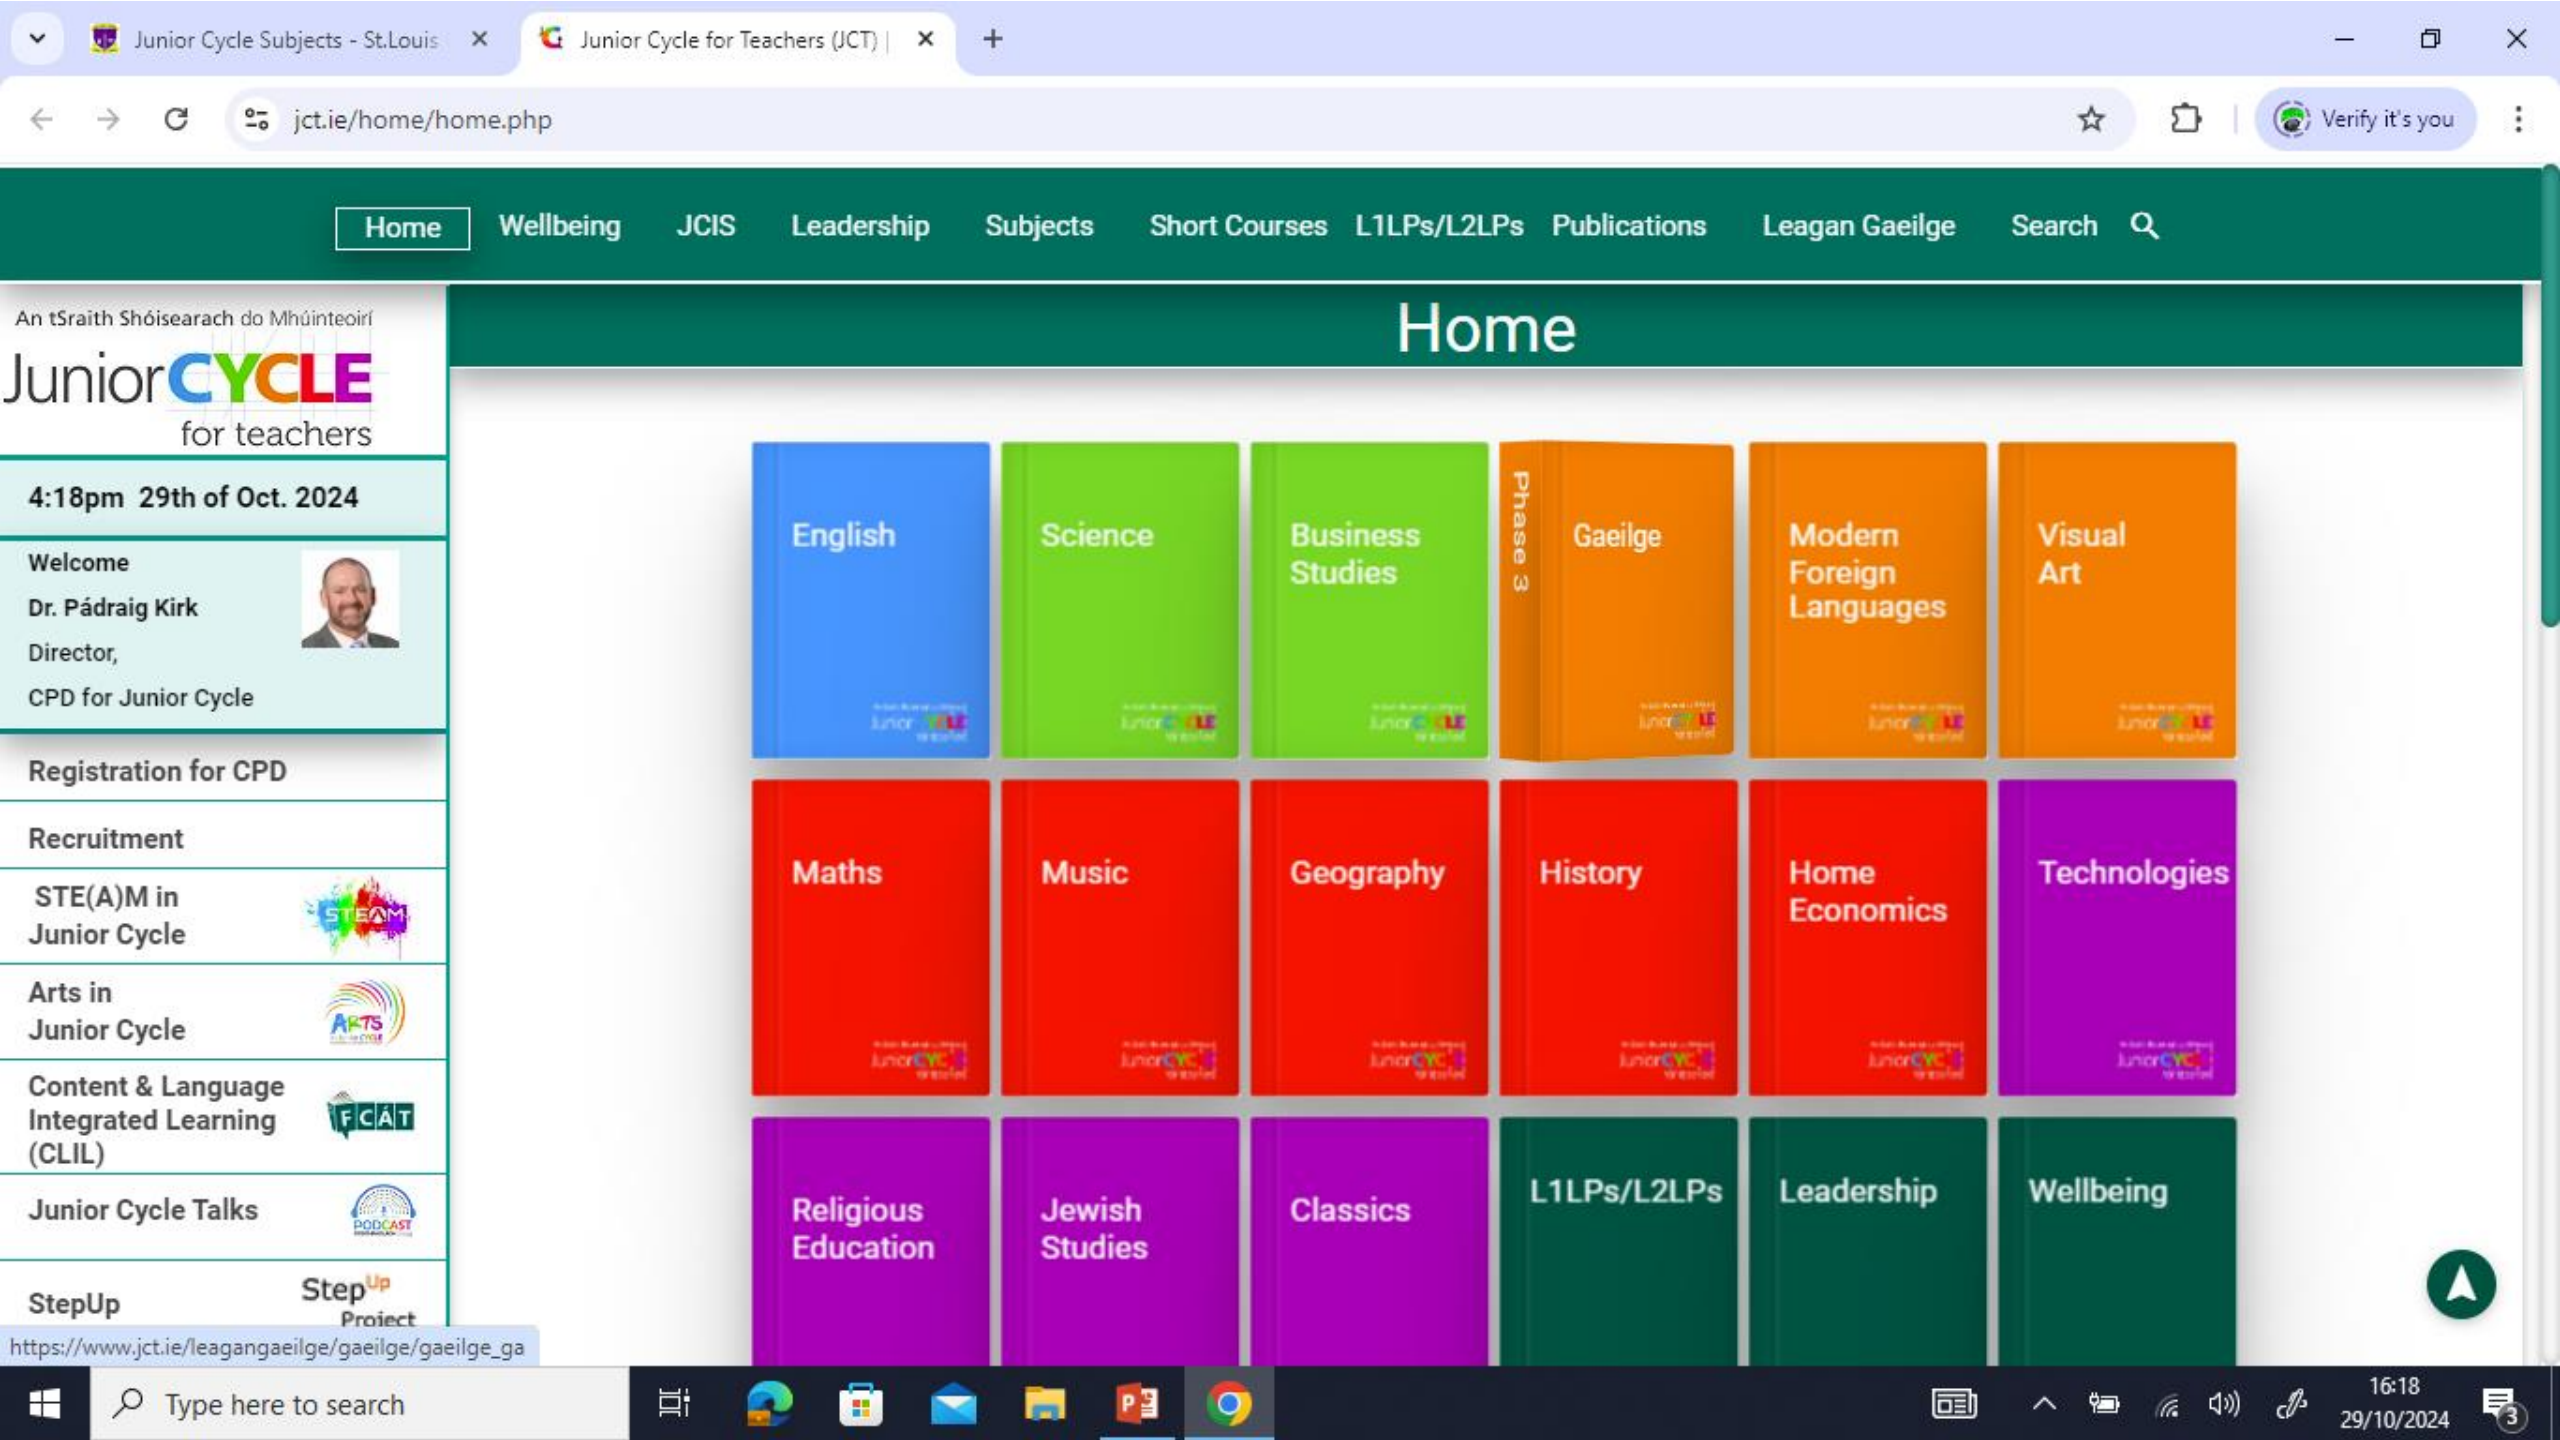 Junior Cycle Subjects - St.Louis
Junior Cycle for Teachers (JCT) |
jct.ie/home/home.php
Verify it's you
Home Wellbeing JCIS Leadership Subjects Short Courses L1LPs/L2LPs Publications Leagan Gaeilge Search
An tSraith Shóisearach do Mhúinteoirí
JuniorCYCLE
for teachers
Home
4:18pm 29th of Oct. 2024
Welcome
Dr. Pádraig Kirk
Director,
CPD for Junior Cycle
Registration for CPD
Recruitment
STE(A)M in
Junior Cycle
STEAM
Arts in
Junior Cycle
ARTS
Content & Language
Integrated Learning
(CLIL)
FCÁT
Junior Cycle Talks
PODCAST
StepUp
StepUp
Project
English
Science
Business
Studies
Phase 3
Gaeilge
Modern
Foreign
Languages
Visual
Art
Maths
Music
Geography
History
Home
Economics
Technologies
Religious
Education
Jewish
Studies
Classics
L1LPs/L2LPs
Leadership
Wellbeing
https://www.jct.ie/leagangaeilge/gaeilge/gaeilge_ga
Type here to search
16:18
29/10/2024
3